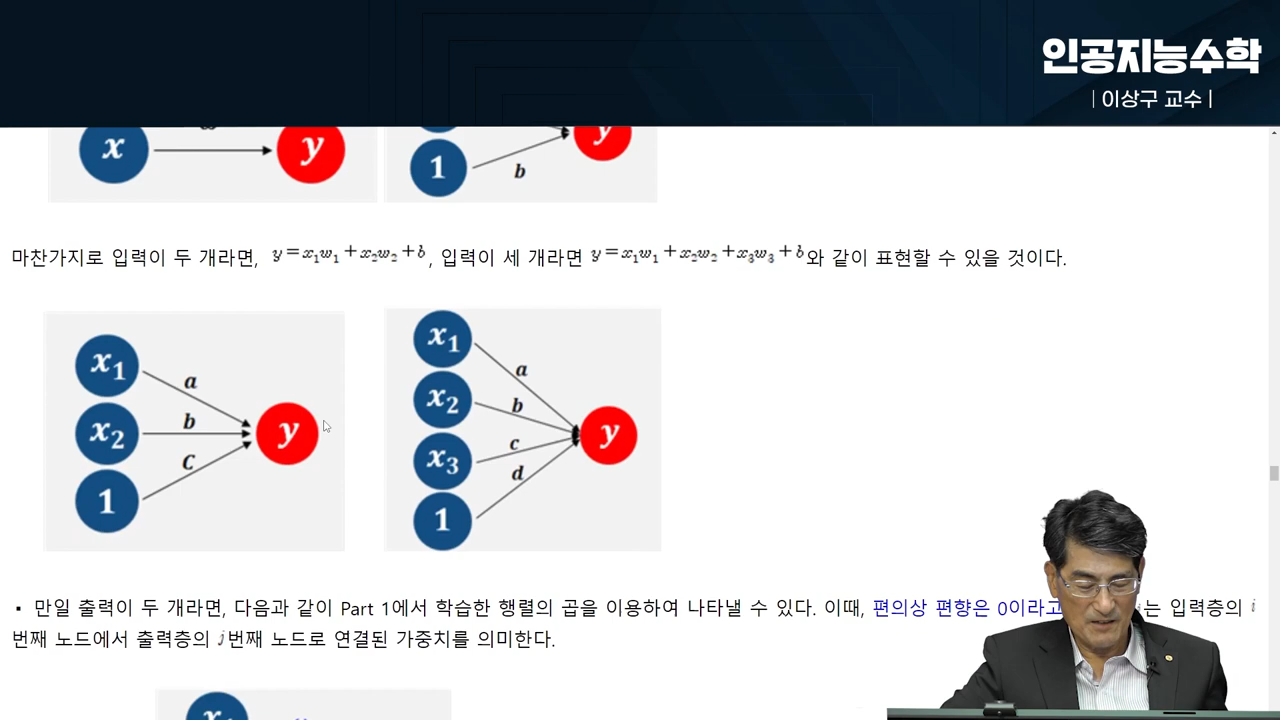 인공지능수학
| 이상구 교수 |
x
y
y
1
b
마찬가지로 입력이 두 개라면, y=x₁w₁+x₂w₂+b, 입력이 세 개라면 y=x₁w₁+x₂w₂+x₃w₃+b와 같이 표현할 수 있을 것이다.
x₁
a
x₂
b
y
C
1
x₁
a
x₂
b
y
x₃
c
d
1
▪ 만일 출력이 두 개라면, 다음과 같이 Part 1에서 학습한 행렬의 곱을 이용하여 나타낼 수 있다. 이때, 편의상 편향은 0이라고 는 입력층의 i
번째 노드에서 출력층의 j번째 노드로 연결된 가중치를 의미한다.